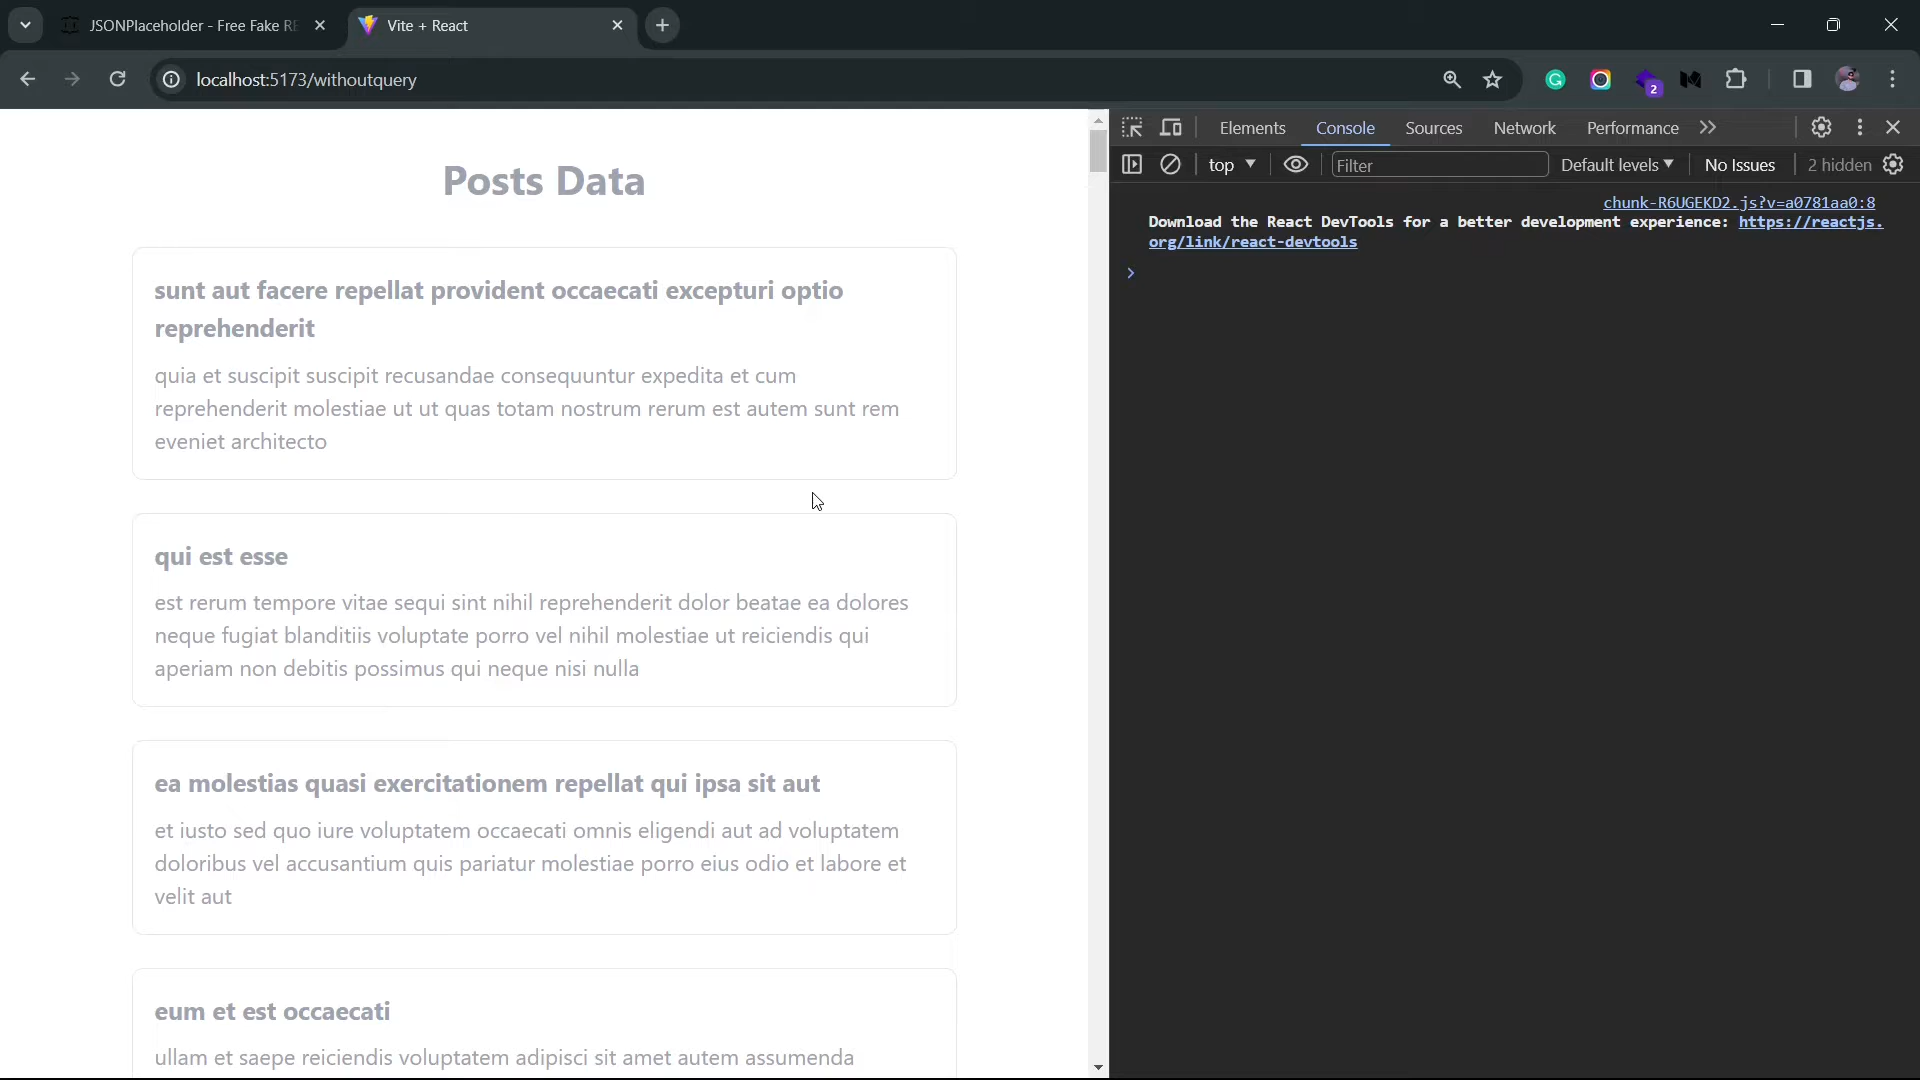 JSONPlaceholder - Free Fake RE
Vite + React
localhost:5173/withoutquery
2
Posts Data
sunt aut facere repellat provident occaecati excepturi optio
reprehenderit
quia et suscipit suscipit recusandae consequuntur expedita et cum
reprehenderit molestiae ut ut quas totam nostrum rerum est autem sunt rem
eveniet architecto
qui est esse
est rerum tempore vitae sequi sint nihil reprehenderit dolor beatae ea dolores
neque fugiat blanditiis voluptate porro vel nihil molestiae ut reiciendis qui
aperiam non debitis possimus qui neque nisi nulla
ea molestias quasi exercitationem repellat qui ipsa sit aut
et iusto sed quo iure voluptatem occaecati omnis eligendi aut ad voluptatem
doloribus vel accusantium quis pariatur molestiae porro eius odio et labore et
velit aut
eum et est occaecati
ullam et saepe reiciendis voluptatem adipisci sit amet autem assumenda
Elements Console Sources Network Performance
top Filter Default levels No Issues 2 hidden
chunk-R6UGEKD2.js?v=a0781aa0:8
Download the React DevTools for a better development experience: https://reactjs.
org/link/react-devtools